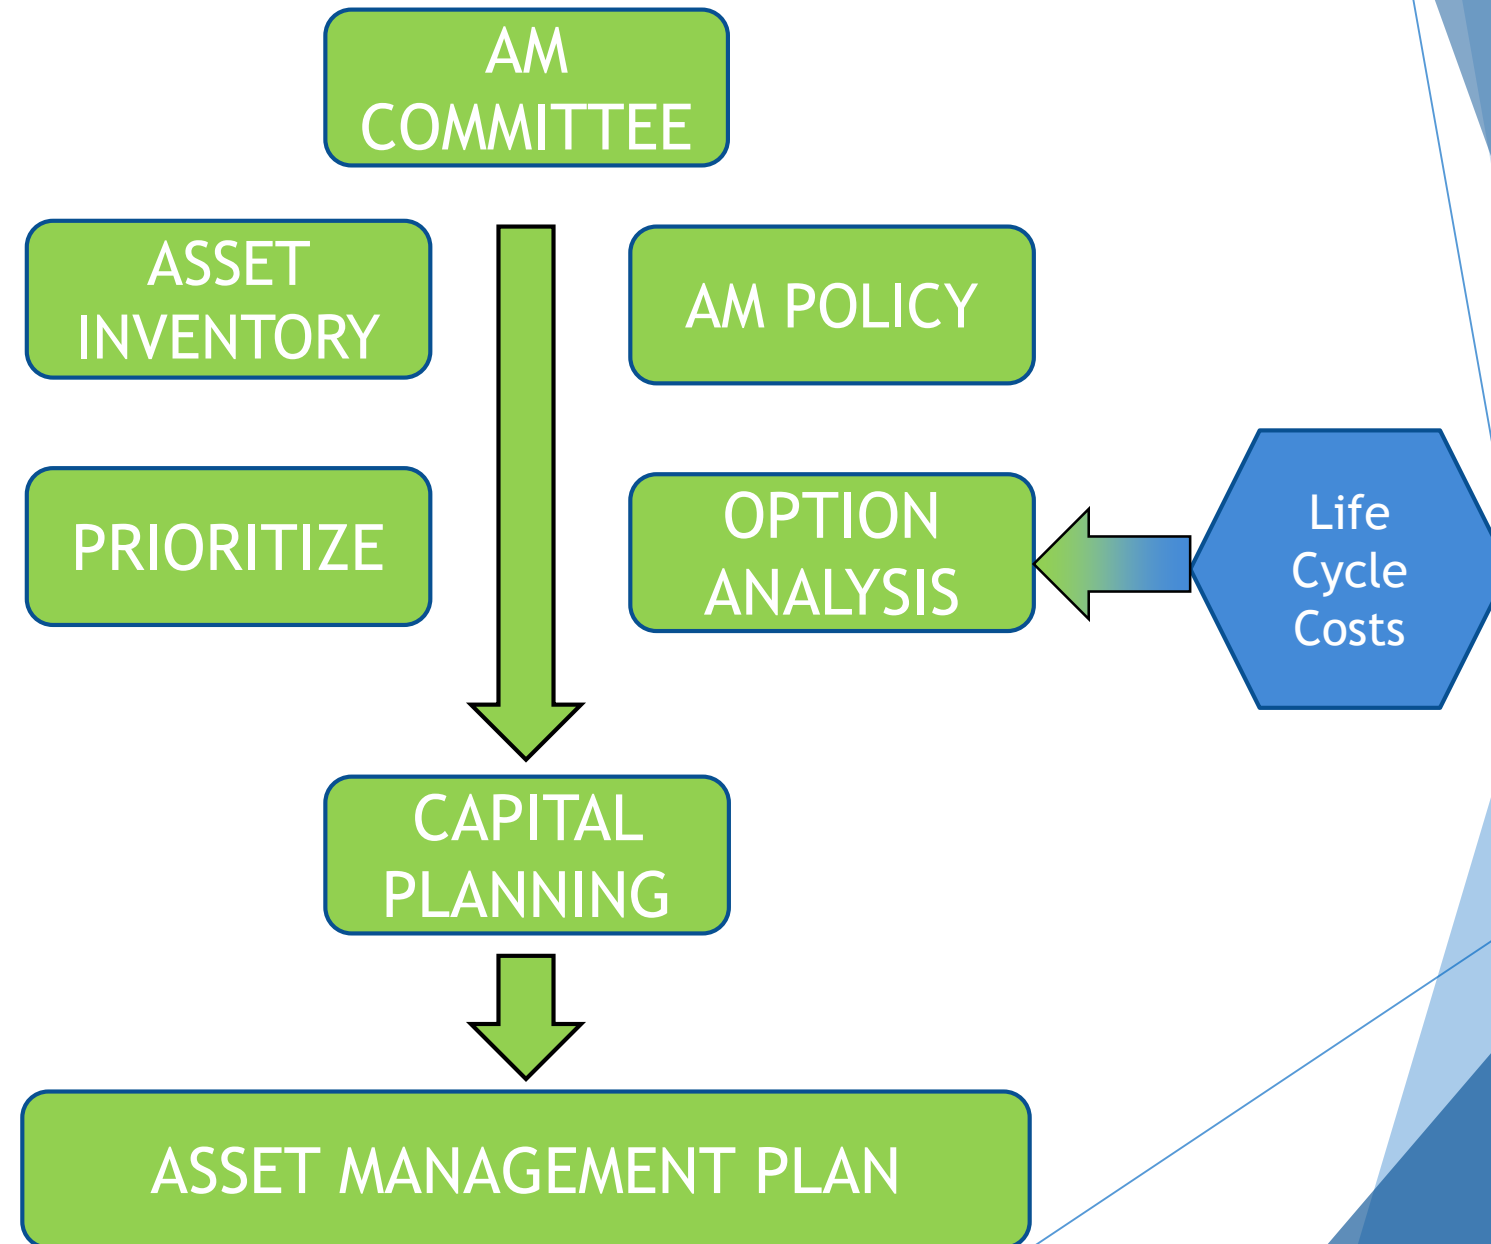 AM
COMMITTEE
ASSET
INVENTORY
AM POLICY
PRIORITIZE
OPTION
ANALYSIS
Life
Cycle
Costs
CAPITAL
PLANNING
ASSET MANAGEMENT PLAN